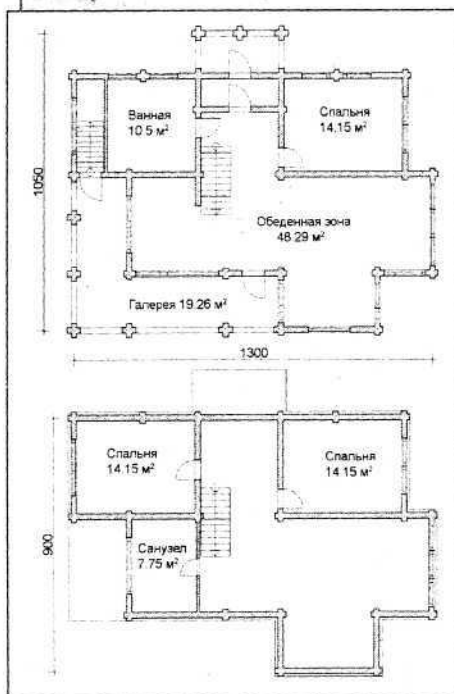 Ванная
10.5 м²
Спальня
14.15 м²
1050
Обеденная зона
48.29 м²
Галерея 19.26 м²
1300
Спальня
14.15 м²
Спальня
14.15 м²
900
Санузел
7.75 м²